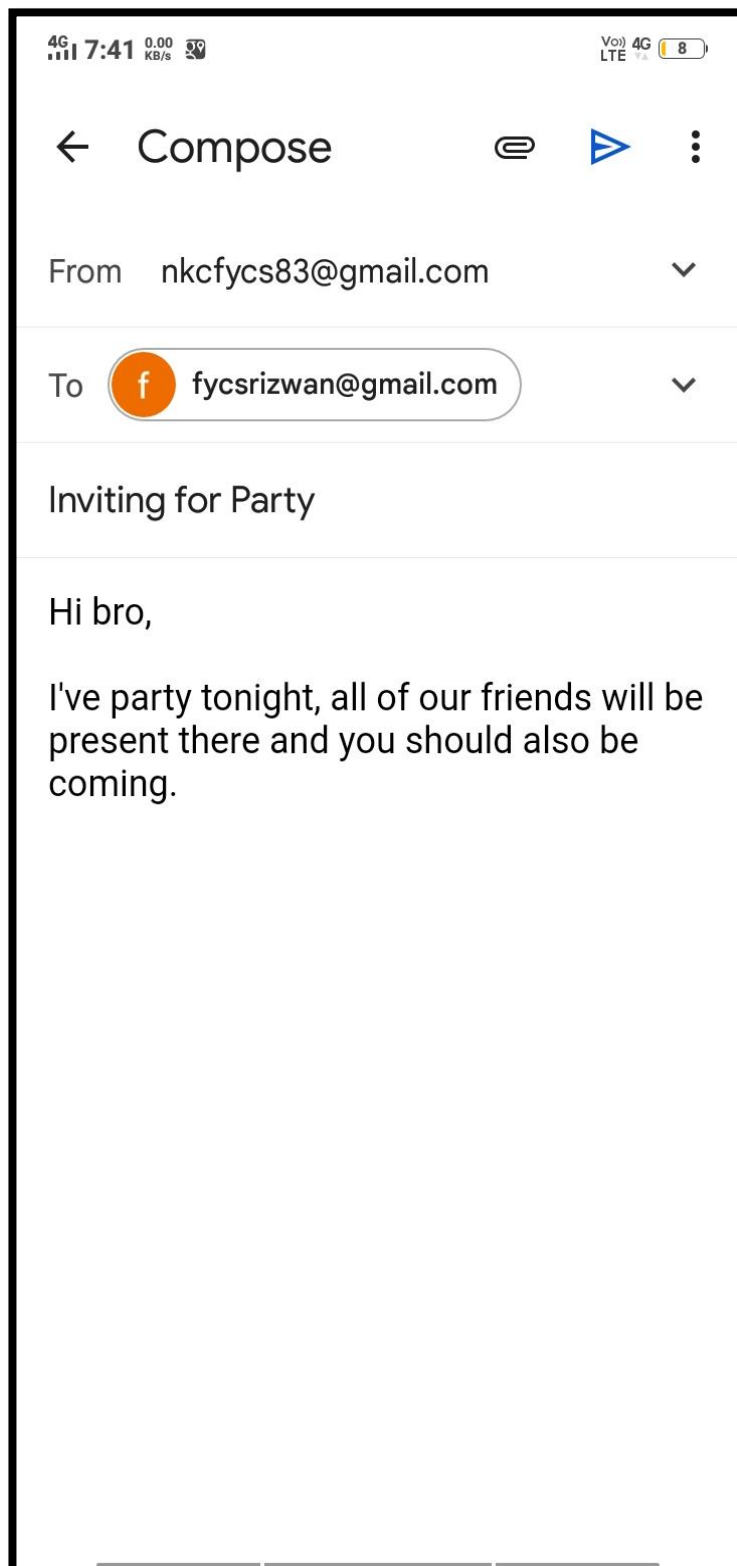 4G 7:41 0.00 KB/s Vo)) LTE 4G 8
Compose
From nkcfycs83@gmail.com
To f fycsrizwan@gmail.com
Inviting for Party
Hi bro,
I've party tonight, all of our friends will be
present there and you should also be
coming.